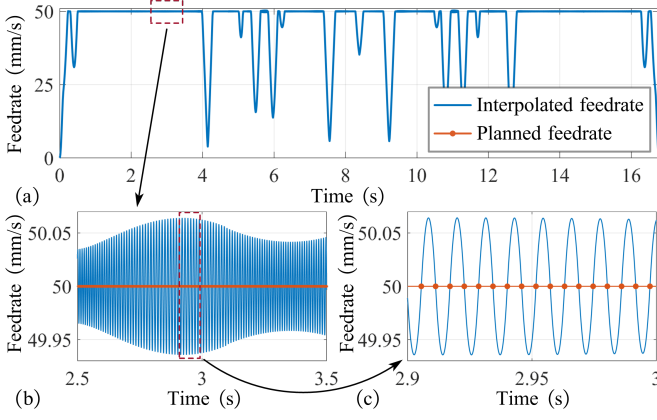 Feedrate (mm/s)
50
25
0
Interpolated feedrate
Planned feedrate
0 2 4 6 8 10 12 14 16
(a) Time (s)
Feedrate (mm/s)
50.05
50
49.95
2.5 3 3.5
(b) Time (s)
Feedrate (mm/s)
50.05
50
49.95
2.9 2.95 3
(c) Time (s)